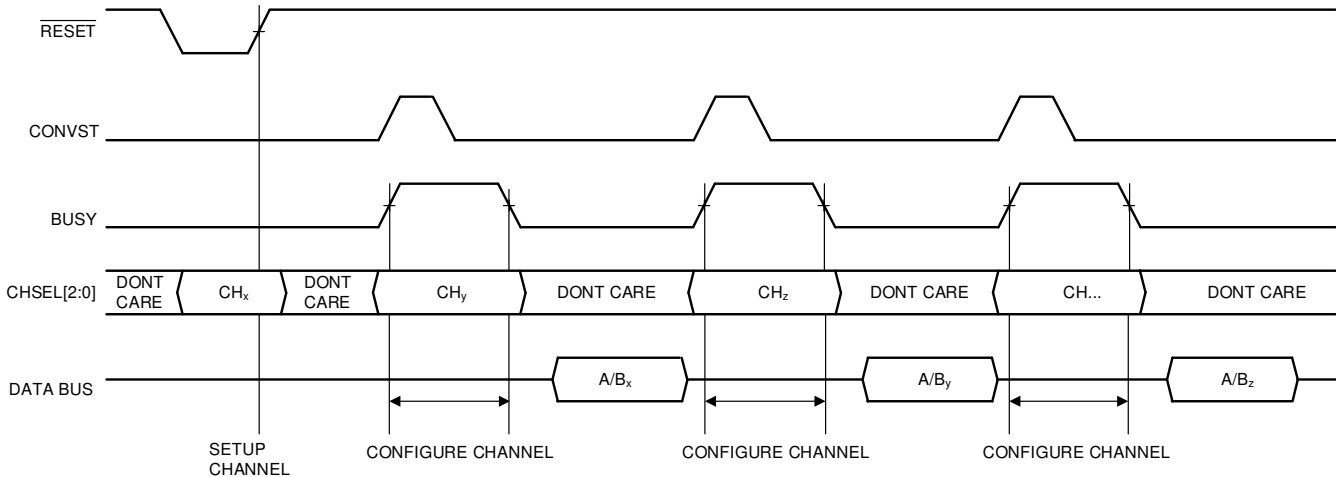 RESET
CONVST
BUSY
CHSEL[2:0] DONT CARE CHx DONT CARE CHy DONT CARE CHz DONT CARE CH... DONT CARE
DATA BUS A/Bx A/By A/Bz
SETUP CHANNEL CONFIGURE CHANNEL CONFIGURE CHANNEL CONFIGURE CHANNEL